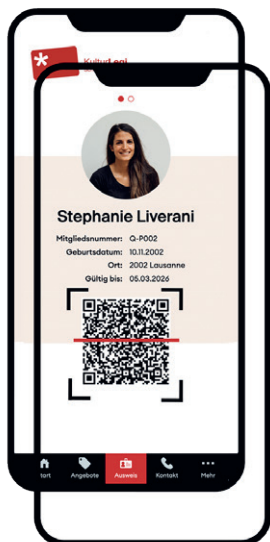 KulturLegi
Stephanie Liverani
Mitgliedsnummer: Q-P002
Geburtsdatum: 10.11.2002
Ort: 2002 Lausanne
Gültig bis: 05.03.2026
tort Angebote Ausweis Kontakt Mehr